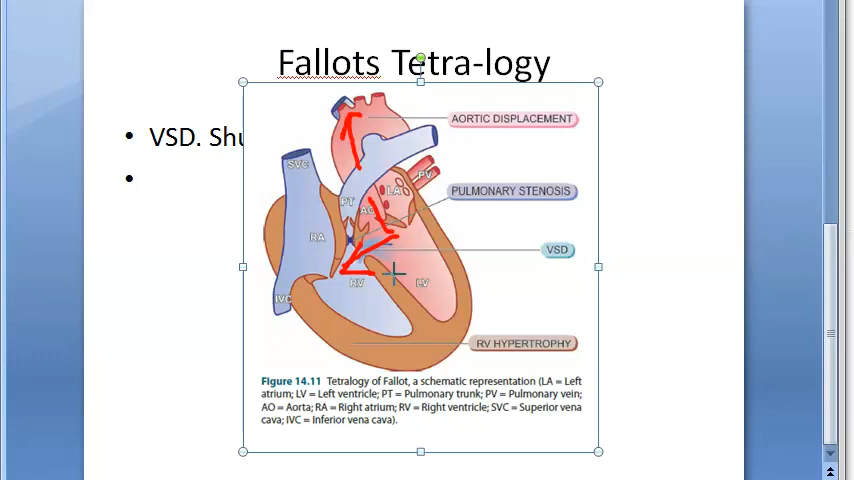 Fallots Tetra-logy
• VSD. Shu
•
AORTIC DISPLACEMENT
SVC
PV
LA
PULMONARY STENOSIS
PT
AO
RA
VSD
RV
LV
IVC
RV HYPERTROPHY
Figure 14.11 Tetralogy of Fallot, a schematic representation (LA = Left
atrium; LV = Left ventricle; PT = Pulmonary trunk; PV = Pulmonary vein;
AO = Aorta; RA = Right atrium; RV = Right ventricle; SVC = Superior vena
cava; IVC = Inferior vena cava).